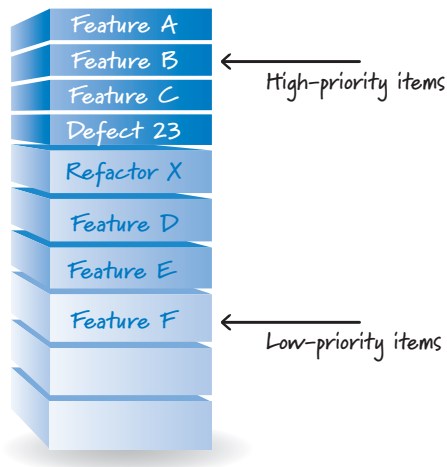 Feature A
Feature B
High-priority items
Feature C
Defect 23
Refactor X
Feature D
Feature E
Feature F
Low-priority items